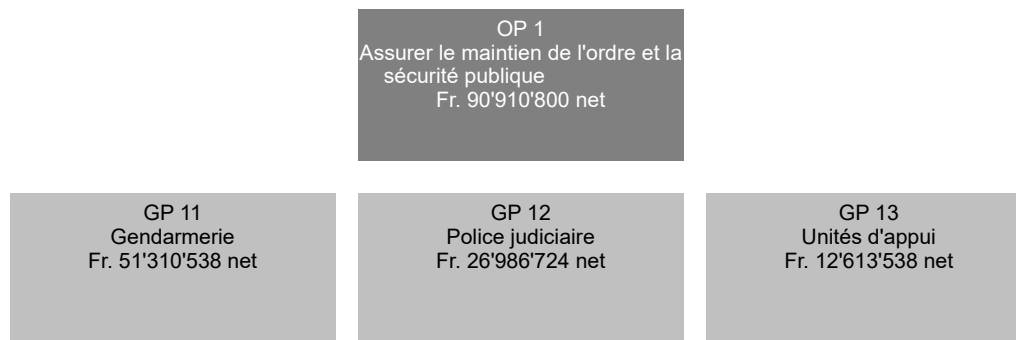 OP 1
Assurer le maintien de l'ordre et la
sécurité publique
Fr. 90'910'800 net
GP 11
Gendarmerie
Fr. 51'310'538 net
GP 12
Police judiciaire
Fr. 26'986'724 net
GP 13
Unités d'appui
Fr. 12'613'538 net